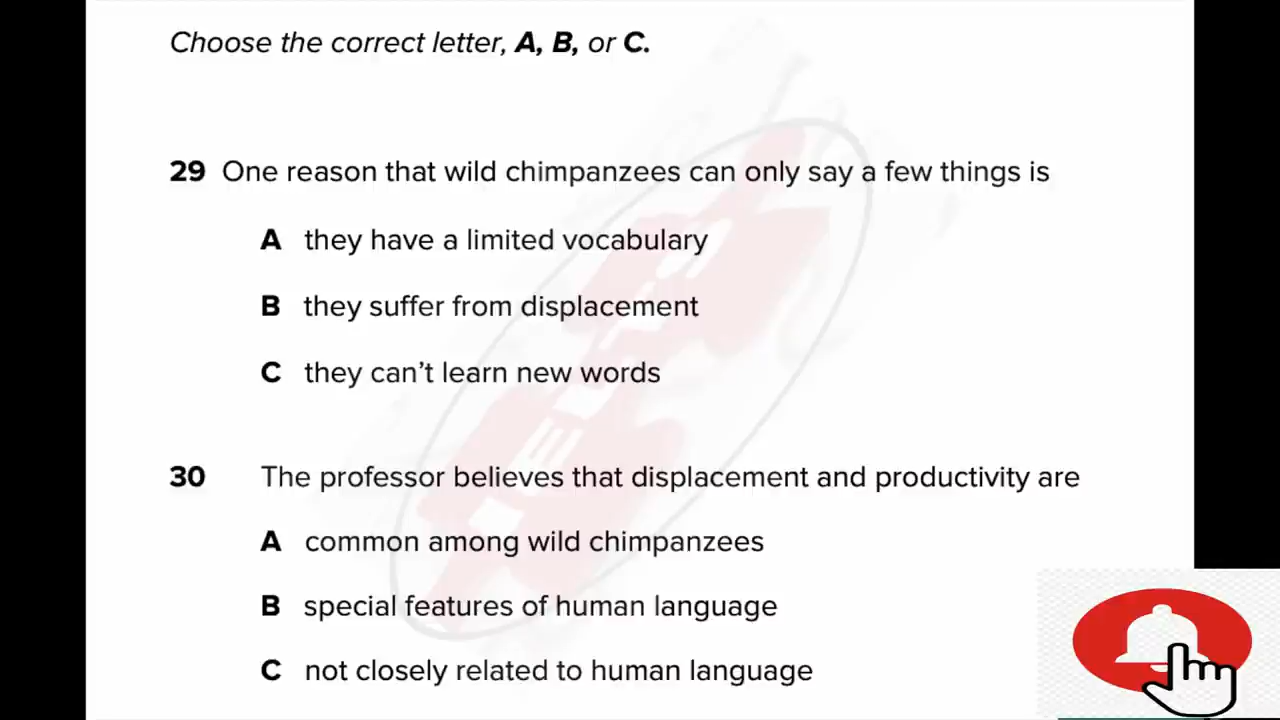 Choose the correct letter, A, B, or C.
29 One reason that wild chimpanzees can only say a few things is
A they have a limited vocabulary
B they suffer from displacement
C they can't learn new words
30 The professor believes that displacement and productivity are
A common among wild chimpanzees
B special features of human language
C not closely related to human language